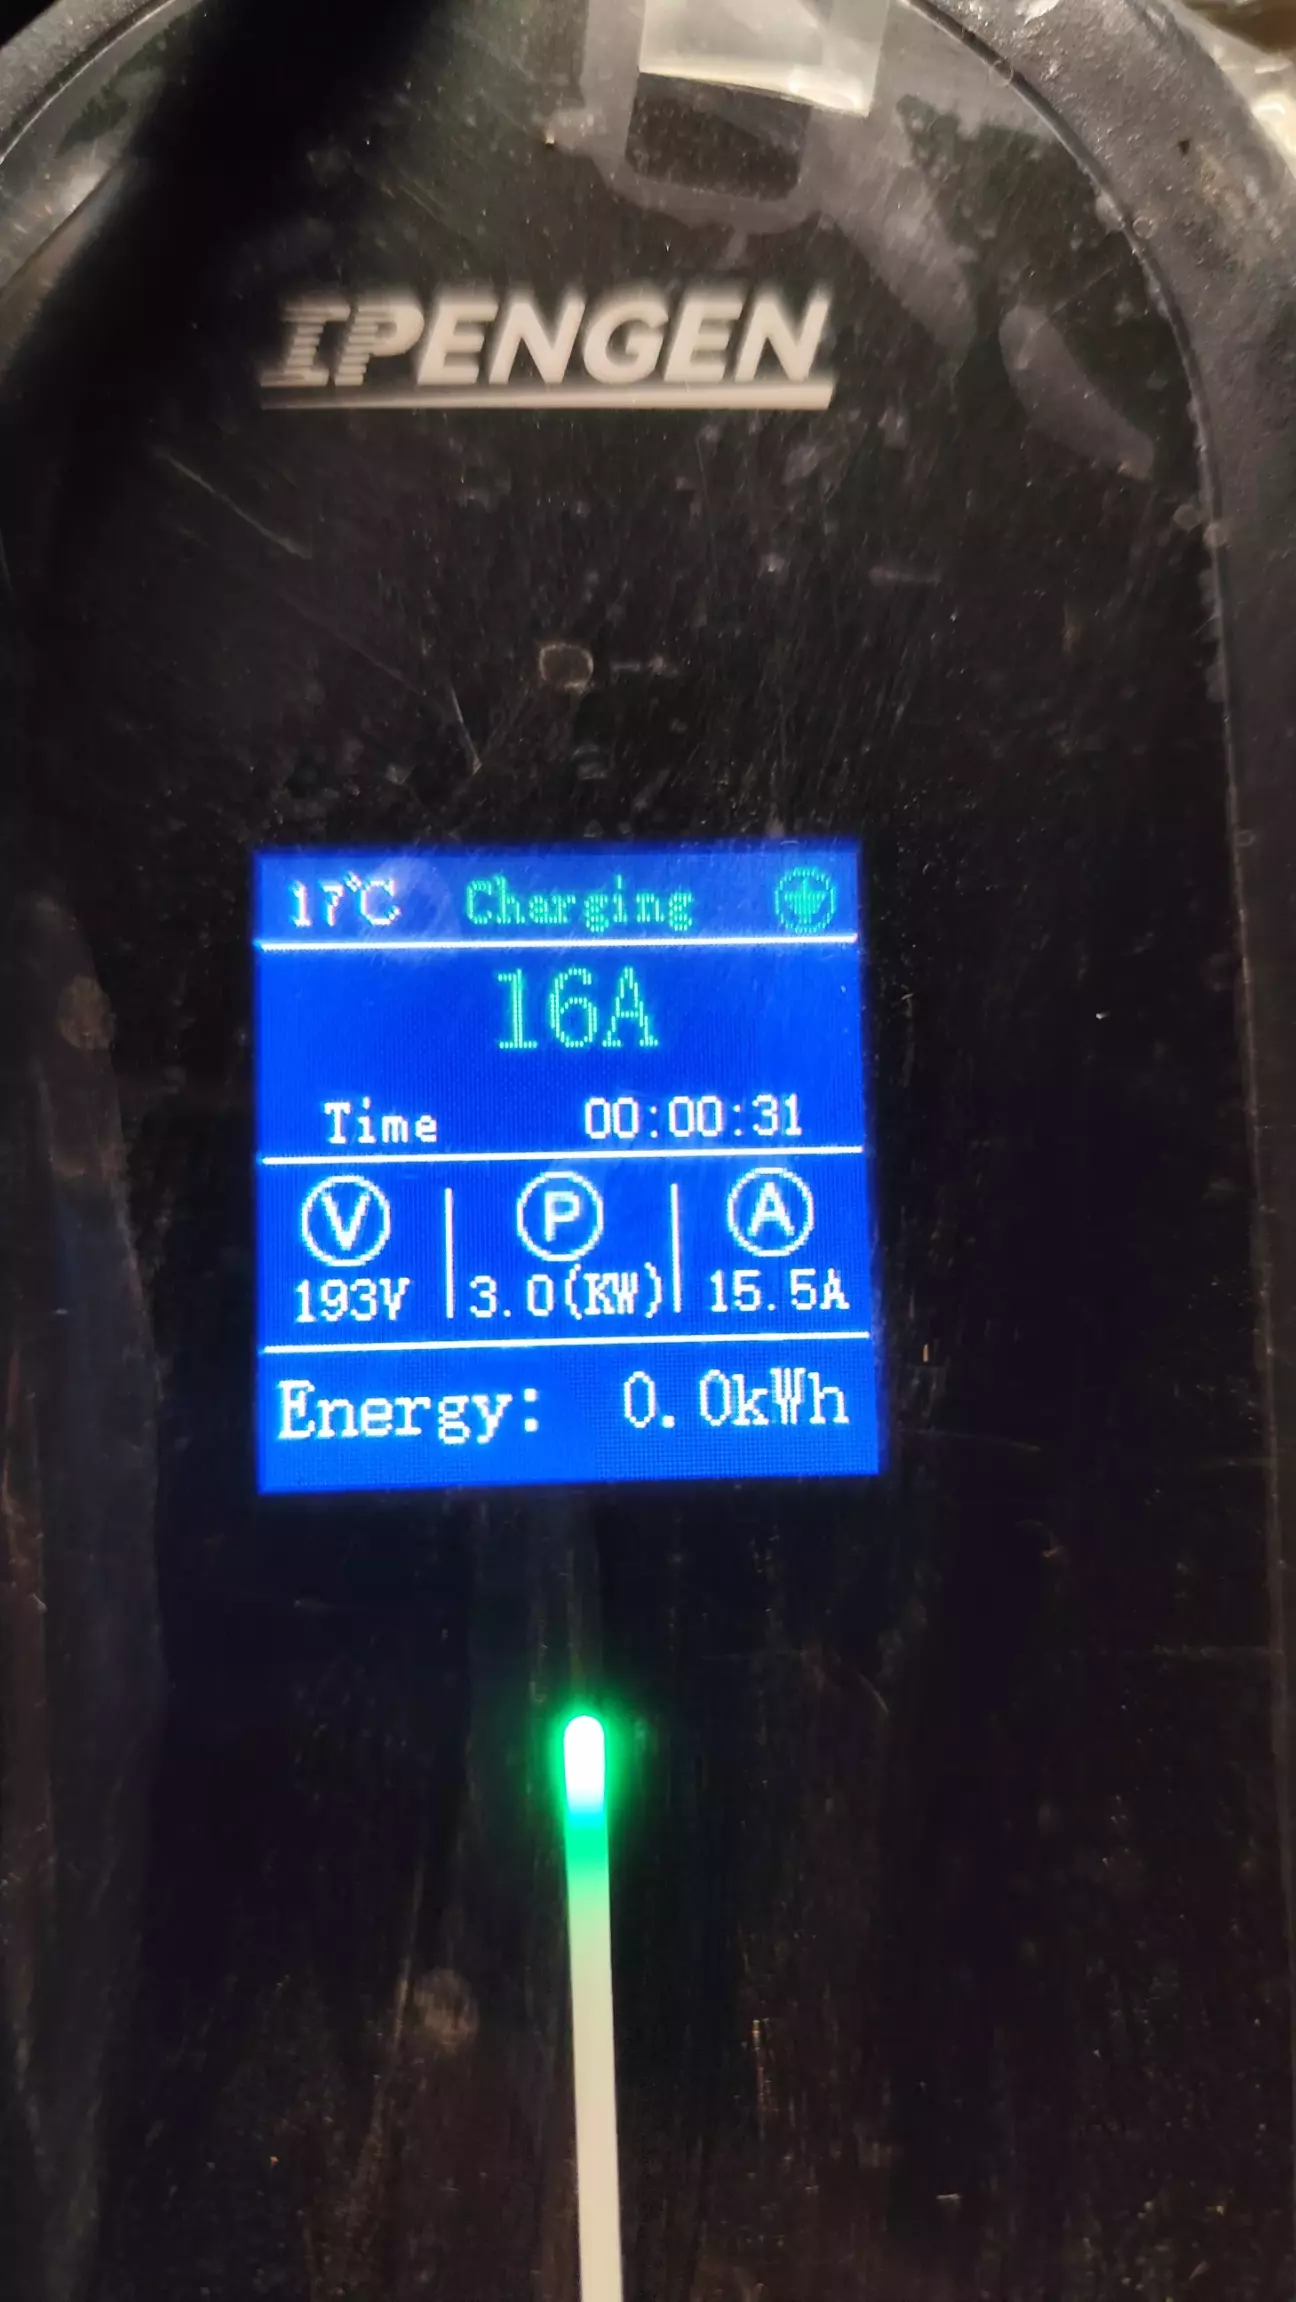 IPENGEN
17°C Charging
16A
Time 00:00:31
V P A
193V 3.0(KW) 15.5A
Energy: 0.0kWh